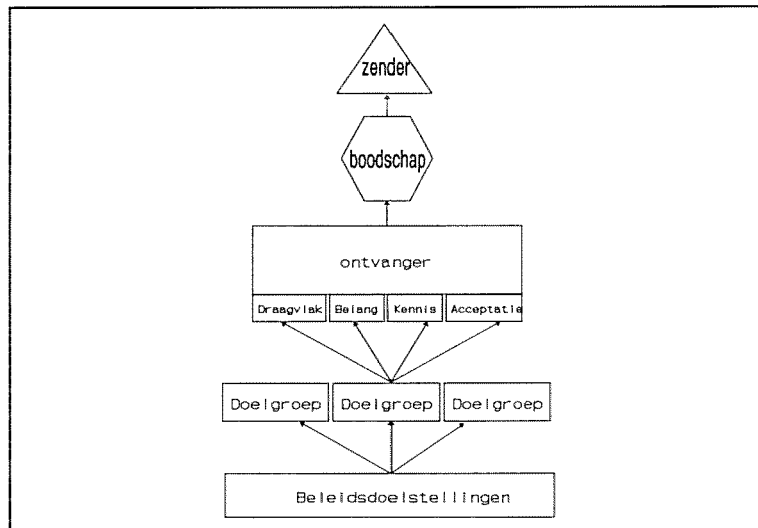 zender
boodschap
ontvanger
Draagvlak Belang Kennis Acceptatie
Doelgroep Doelgroep Doelgroep
Beleidsdoelstellingen